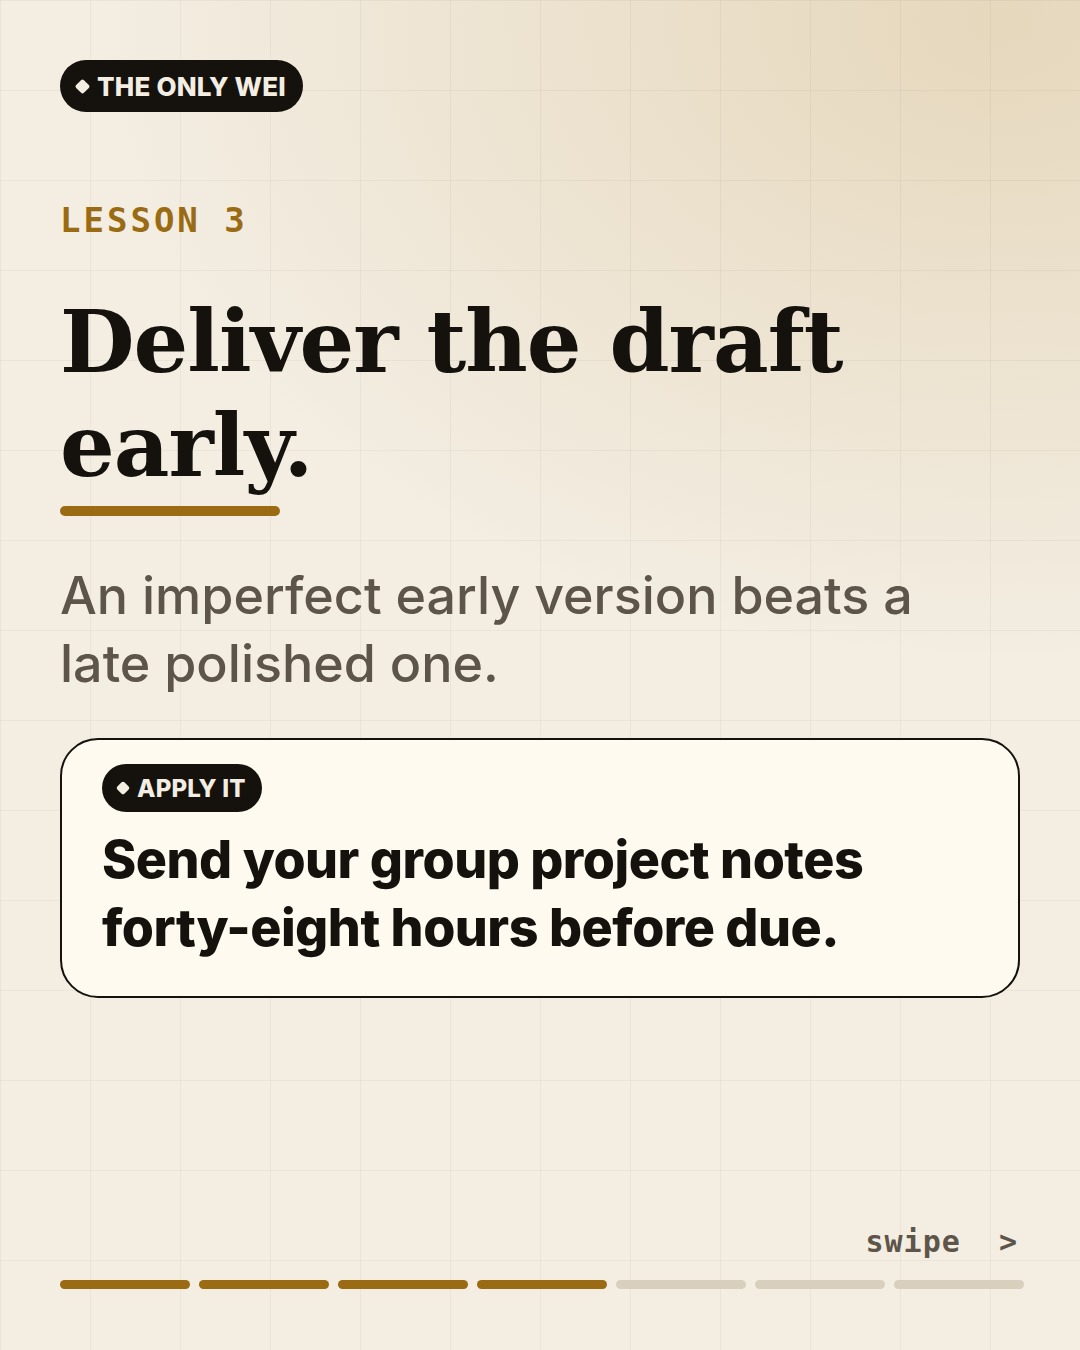 THE ONLY WEI
LESSON 3
Deliver the draft
early.
An imperfect early version beats a
late polished one.
APPLY IT
Send your group project notes
forty-eight hours before due.
swipe >